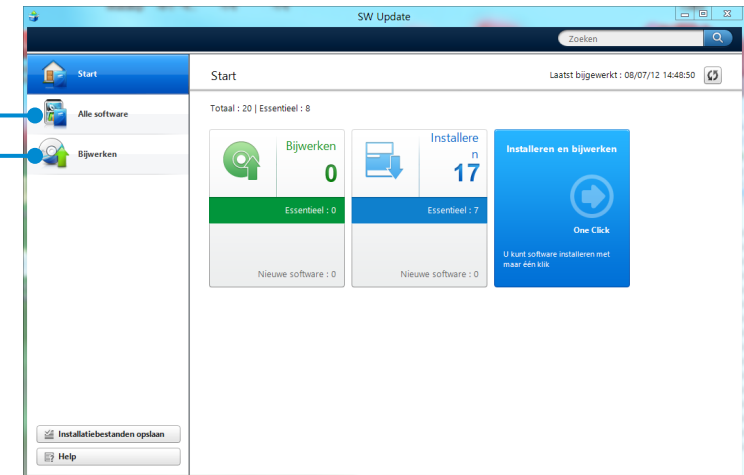 SW Update
Zoeken
Start
Alle software
Bijwerken
Installatiebestanden opslaan
Help
Start
Laatst bijgewerkt : 08/07/12 14:48:50
Totaal : 20 | Essentieel : 8
Bijwerken
0
Essentieel : 0
Nieuwe software : 0
Installere
n
17
Essentieel : 7
Nieuwe software : 0
Installeren en bijwerken
One Click
U kunt software installeren met
maar één klik